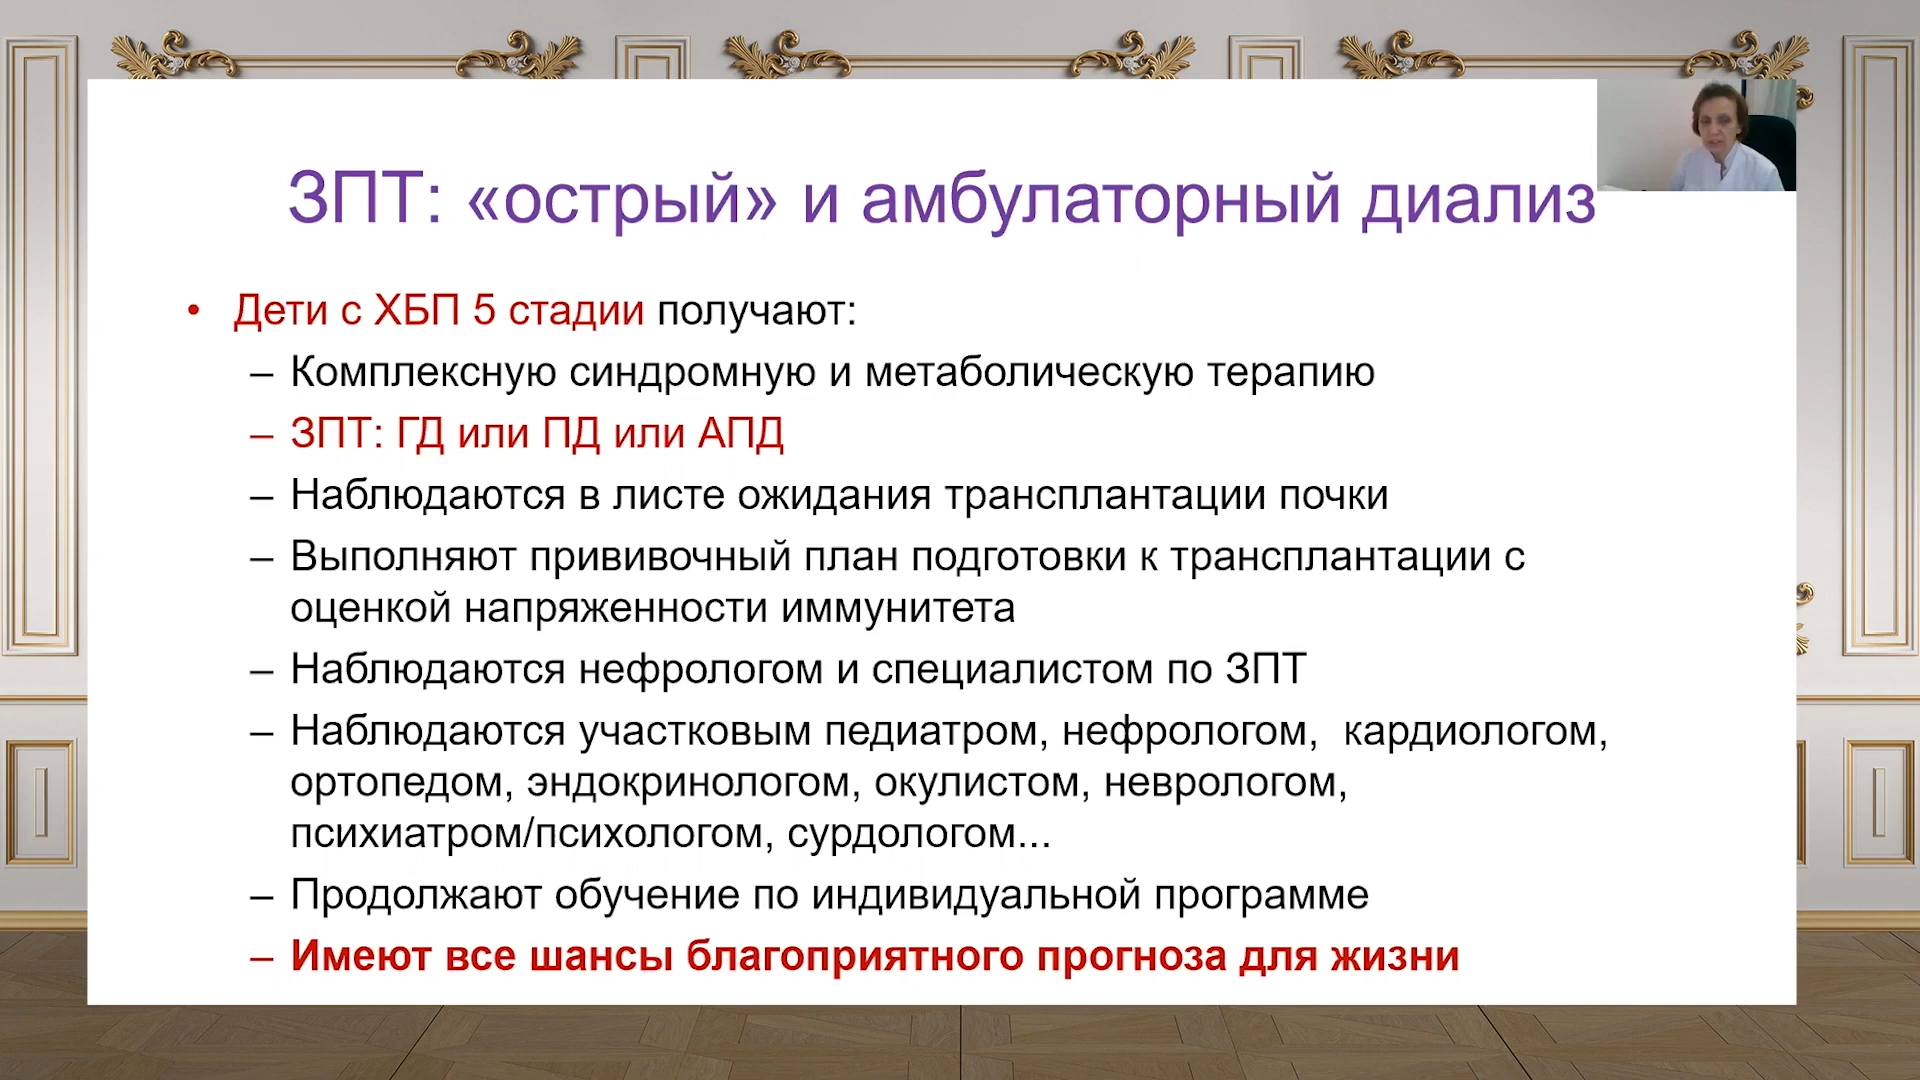 ЗПТ: «острый» и амбулаторный диализ
• Дети с ХБП 5 стадии получают:
– Комплексную синдромную и метаболическую терапию
– ЗПТ: ГД или ПД или АПД
– Наблюдаются в листе ожидания трансплантации почки
– Выполняют прививочный план подготовки к трансплантации с
оценкой напряженности иммунитета
– Наблюдаются нефрологом и специалистом по ЗПТ
– Наблюдаются участковым педиатром, нефрологом,  кардиологом,
ортопедом, эндокринологом, окулистом, неврологом,
психиатром/психологом, сурдологом...
– Продолжают обучение по индивидуальной программе
– Имеют все шансы благоприятного прогноза для жизни